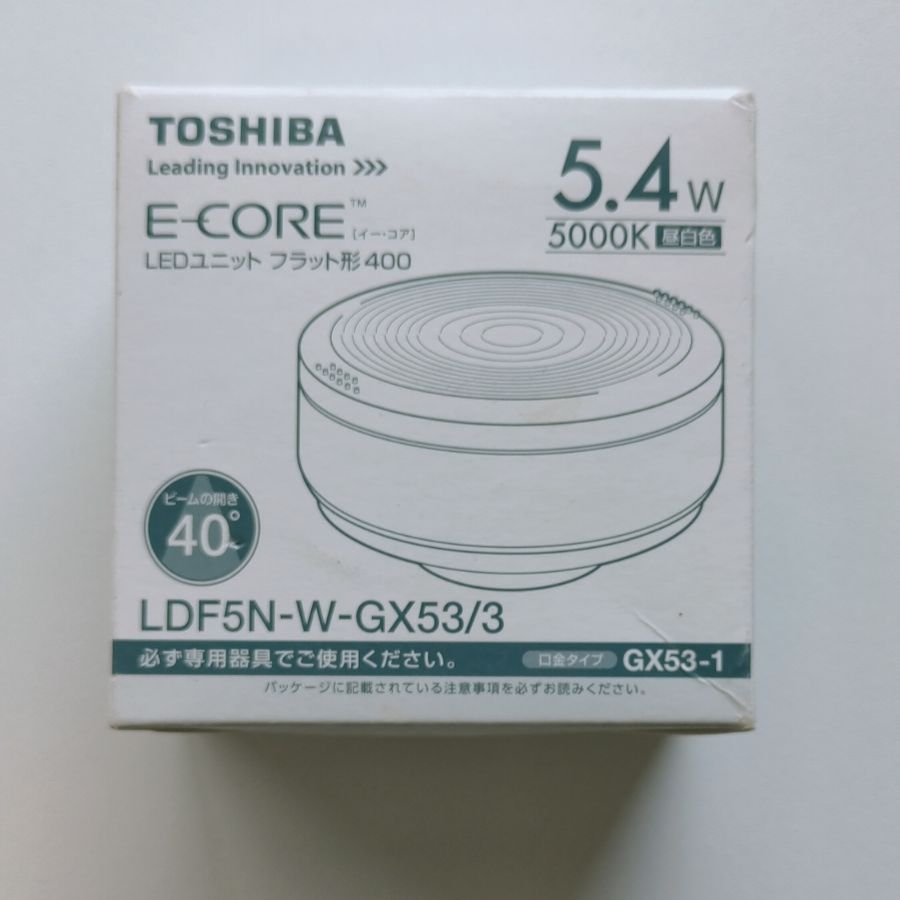 TOSHIBA
Leading Innovation >>>
E-CORE™ [イー・コア]
LEDユニット フラット形 400
5.4W
5000K 昼白色
ビームの開き
40°
LDF5N-W-GX53/3
必ず専用器具でご使用ください。 口金タイプ GX53-1
パッケージに記載されている注意事項を必ずお読みください。